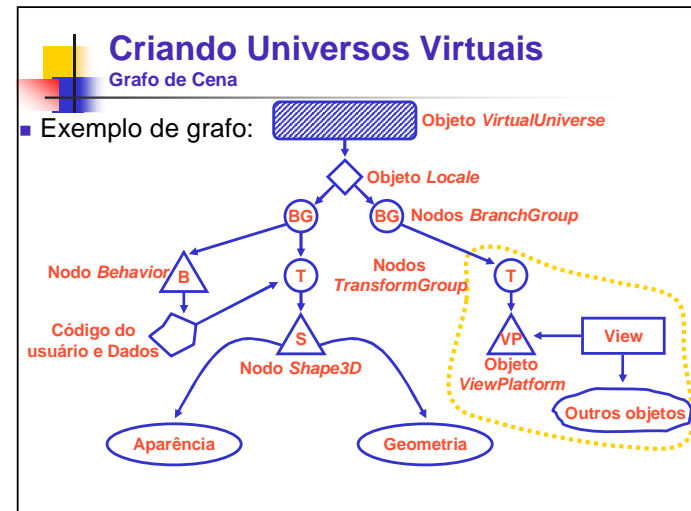 Criando Universos Virtuais
Grafo de Cena
Exemplo de grafo:
Objeto VirtualUniverse
Objeto Locale
BG
BG
Nodos BranchGroup
Nodo Behavior
B
T
Nodos
TransformGroup
T
Código do
usuário e Dados
S
Nodo Shape3D
VP
Objeto
ViewPlatform
View
Outros objetos
Aparência
Geometria